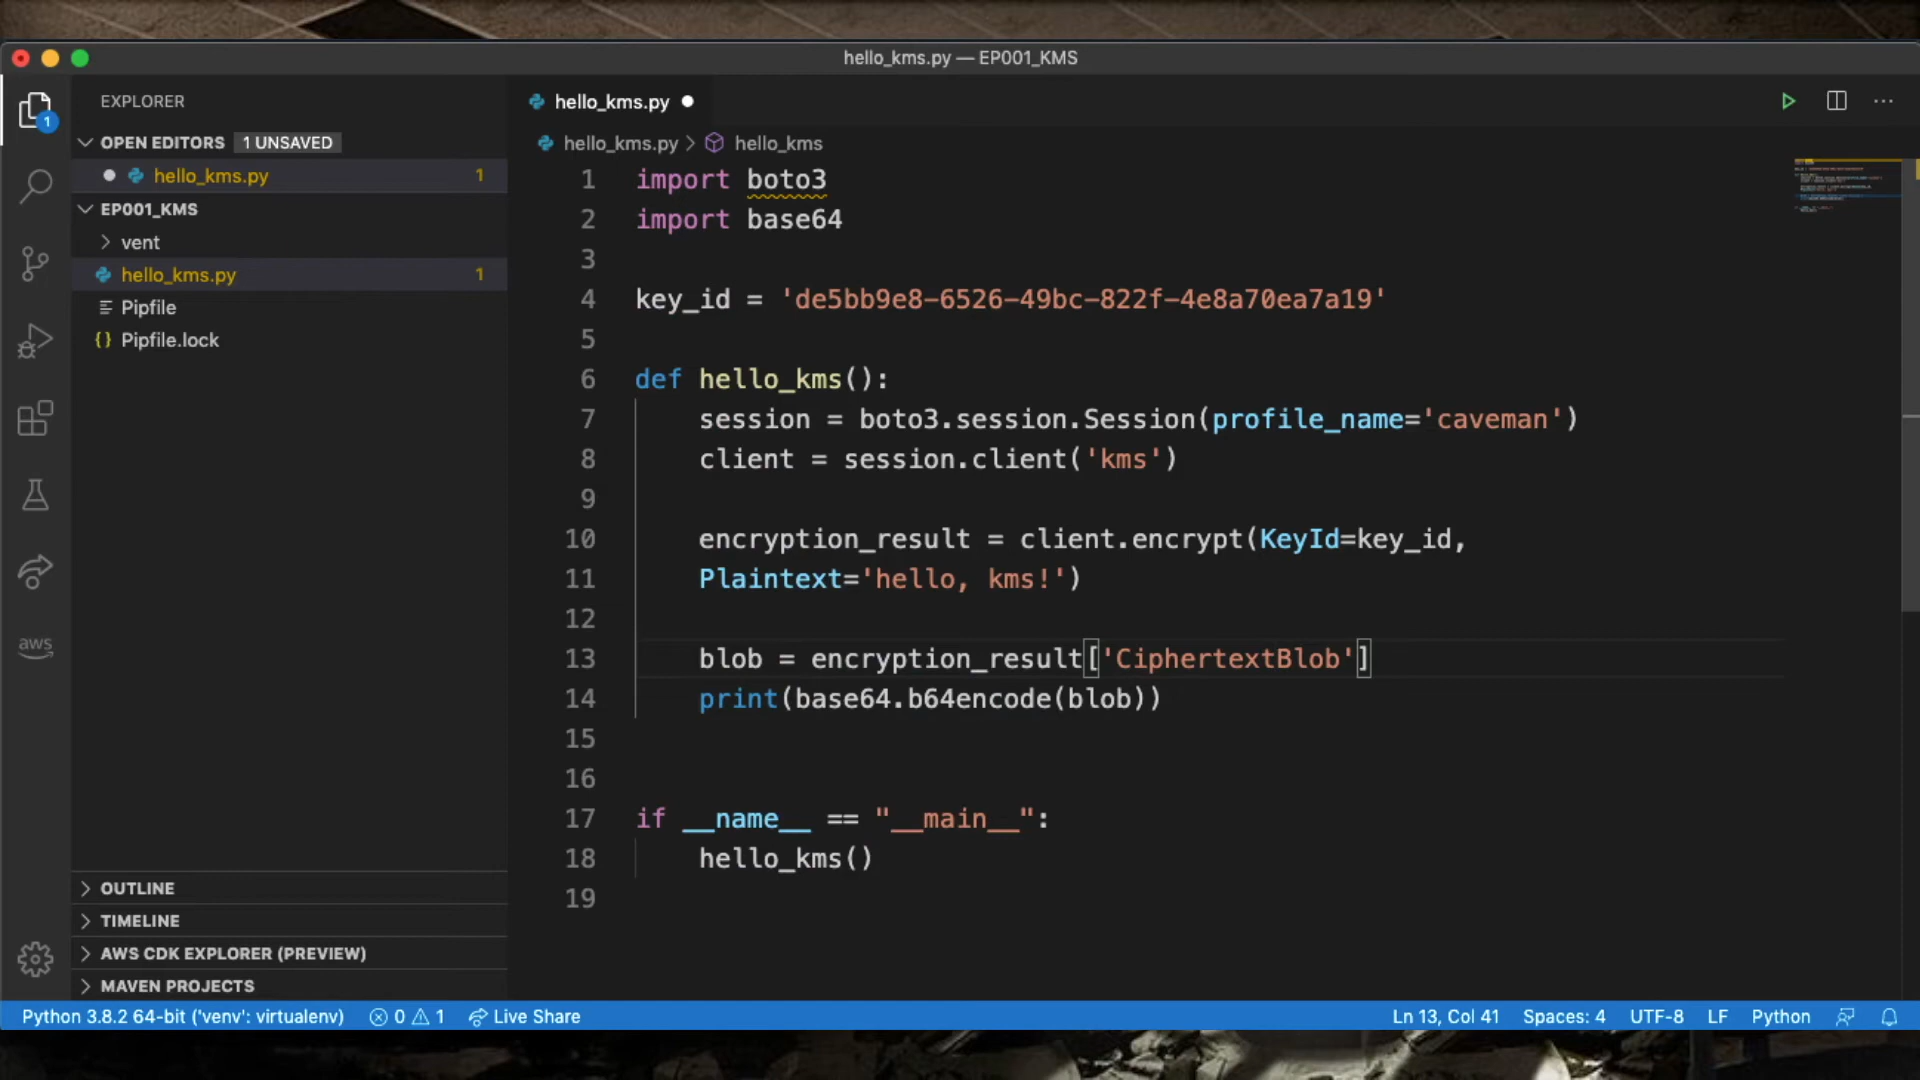 hello_kms.py — EP001_KMS
EXPLORER
OPEN EDITORS 1 UNSAVED
hello_kms.py 1
EP001_KMS
vent
hello_kms.py 1
Pipfile
{} Pipfile.lock
OUTLINE
TIMELINE
AWS CDK EXPLORER (PREVIEW)
MAVEN PROJECTS
1
aws
hello_kms.py
hello_kms.py > hello_kms
1 import boto3
2 import base64
3
4 key_id = 'de5bb9e8-6526-49bc-822f-4e8a70ea7a19'
5
6 def hello_kms():
7 session = boto3.session.Session(profile_name='caveman')
8 client = session.client('kms')
9
10 encryption_result = client.encrypt(KeyId=key_id,
11 Plaintext='hello, kms!')
12
13 blob = encryption_result['CiphertextBlob']
14 print(base64.b64encode(blob))
15
16
17 if __name__ == "__main__":
18 hello_kms()
19
Python 3.8.2 64-bit ('venv': virtualenv) 0 1 Live Share Ln 13, Col 41 Spaces: 4 UTF-8 LF Python